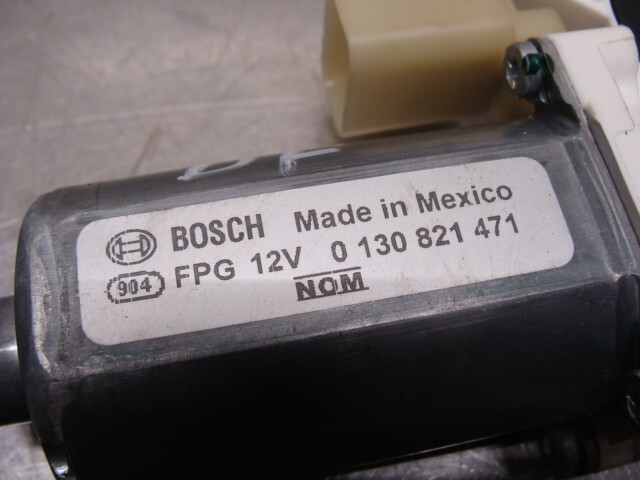 BOSCH Made in Mexico
904 FPG 12V 0 130 821 471
NOM